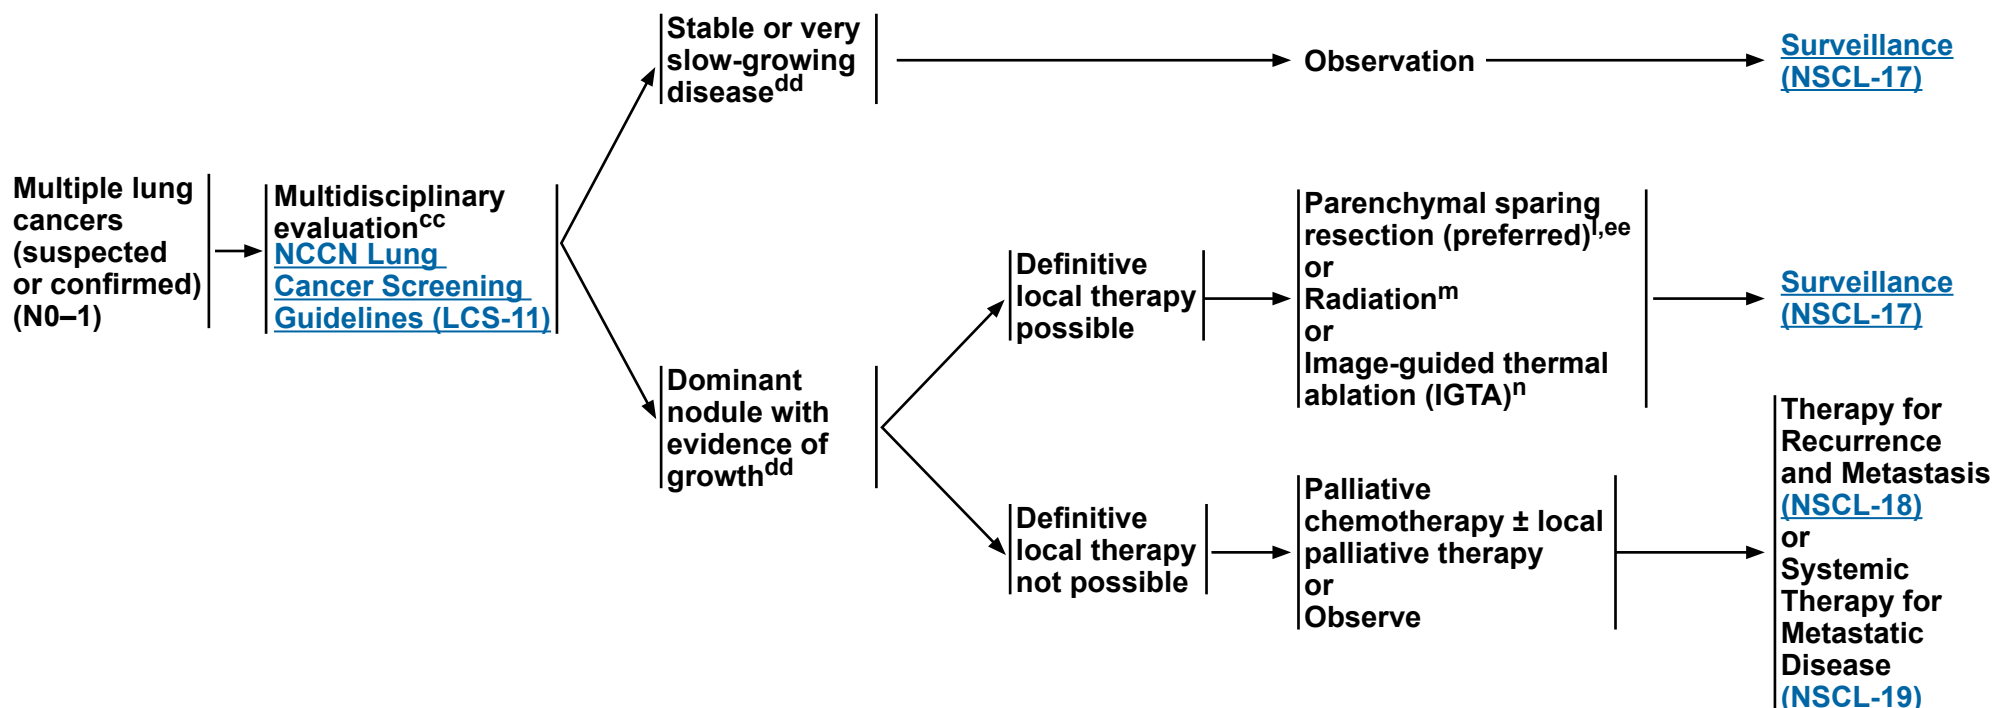 Multiple lung
cancers
(suspected
or confirmed)
(N0–1)
Multidisciplinary
evaluationcc
NCCN Lung
Cancer Screening
Guidelines (LCS-11)
Stable or very
slow-growing
diseasedd
Observation
Surveillance
(NSCL-17)
Dominant
nodule with
evidence of
growthdd
Definitive
local therapy
possible
Parenchymal sparing
resection (preferred)l,ee
or
Radiationm
or
Image-guided thermal
ablation (IGTA)n
Surveillance
(NSCL-17)
Definitive
local therapy
not possible
Palliative
chemotherapy ± local
palliative therapy
or
Observe
Therapy for
Recurrence
and Metastasis
(NSCL-18)
or
Systemic
Therapy for
Metastatic
Disease
(NSCL-19)